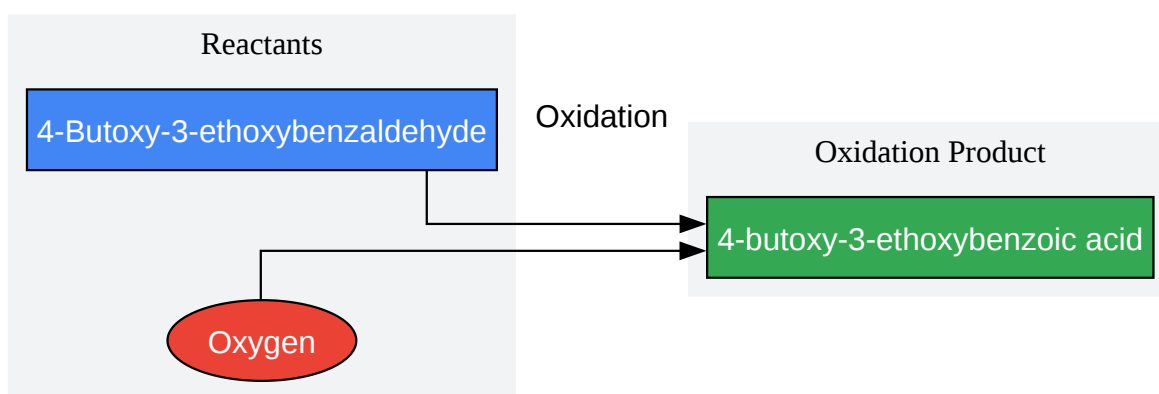 Reactants
4-Butoxy-3-ethoxybenzaldehyde
Oxidation
Oxidation Product
4-butoxy-3-ethoxybenzoic acid
Oxygen